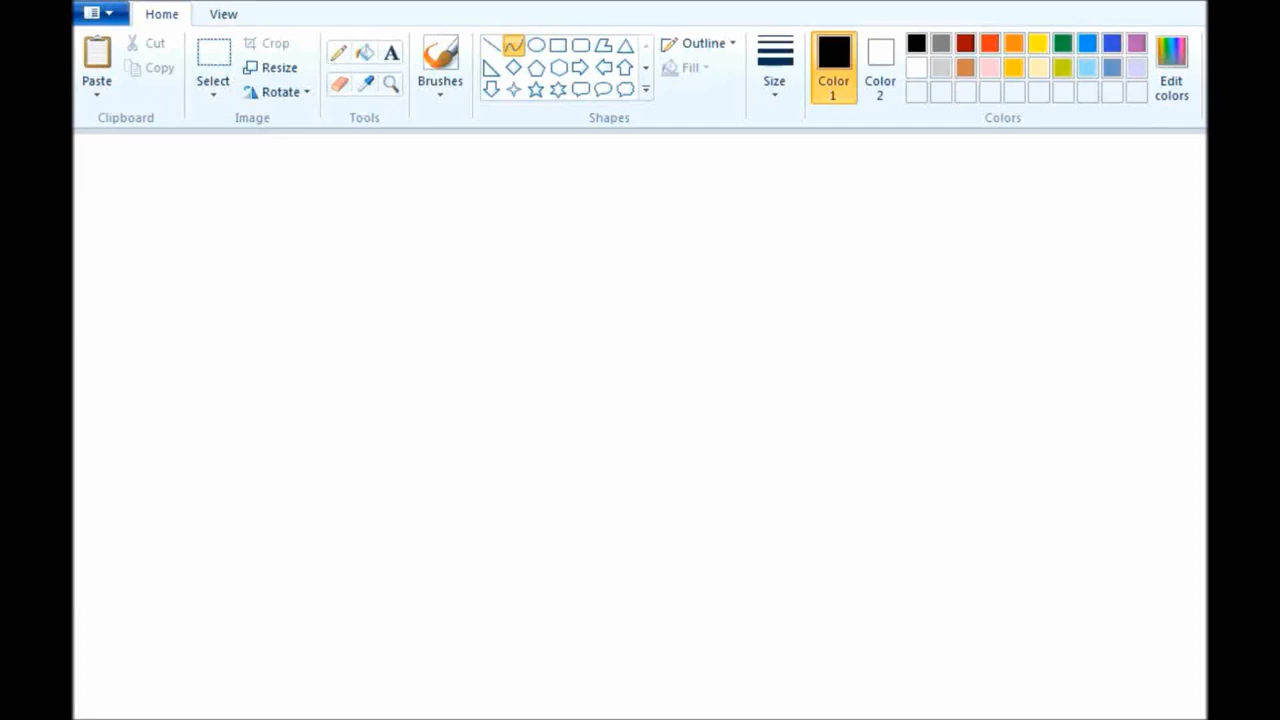 Home View
Paste Cut Copy Select Crop Resize Rotate A Brushes Outline Fill Size Color 1 Color 2 Edit colors
Clipboard Image Tools Shapes Colors